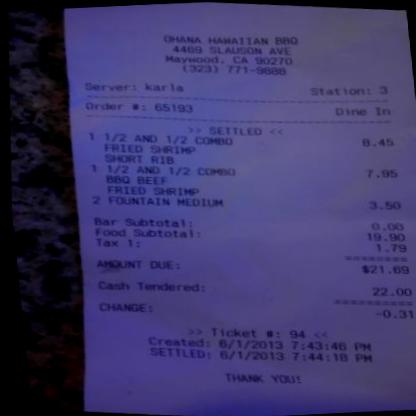 OHANA HAWAIIAN BBQ
4469 SLAUSON AVE
Maywood, CA 90270
(323) 771-9888
Server: karla Station: 3
Order #: 65193 Dine In
>> SETTLED <<
1 1/2 AND 1/2 COMBO 8.45
FRIED SHRIMP
SHORT RIB
1 1/2 AND 1/2 COMBO 7.95
BBQ BEEF
FRIED SHRIMP
2 FOUNTAIN MEDIUM 3.50
Bar Subtotal: 0.00
Food Subtotal: 19.90
Tax 1: 1.79
=========
AMOUNT DUE: $21.69
Cash Tendered: 22.00
==========
CHANGE: -0.31
>> Ticket #: 94 <<
Created: 6/1/2013 7:43:46 PM
SETTLED: 6/1/2013 7:44:18 PM
THANK YOU!